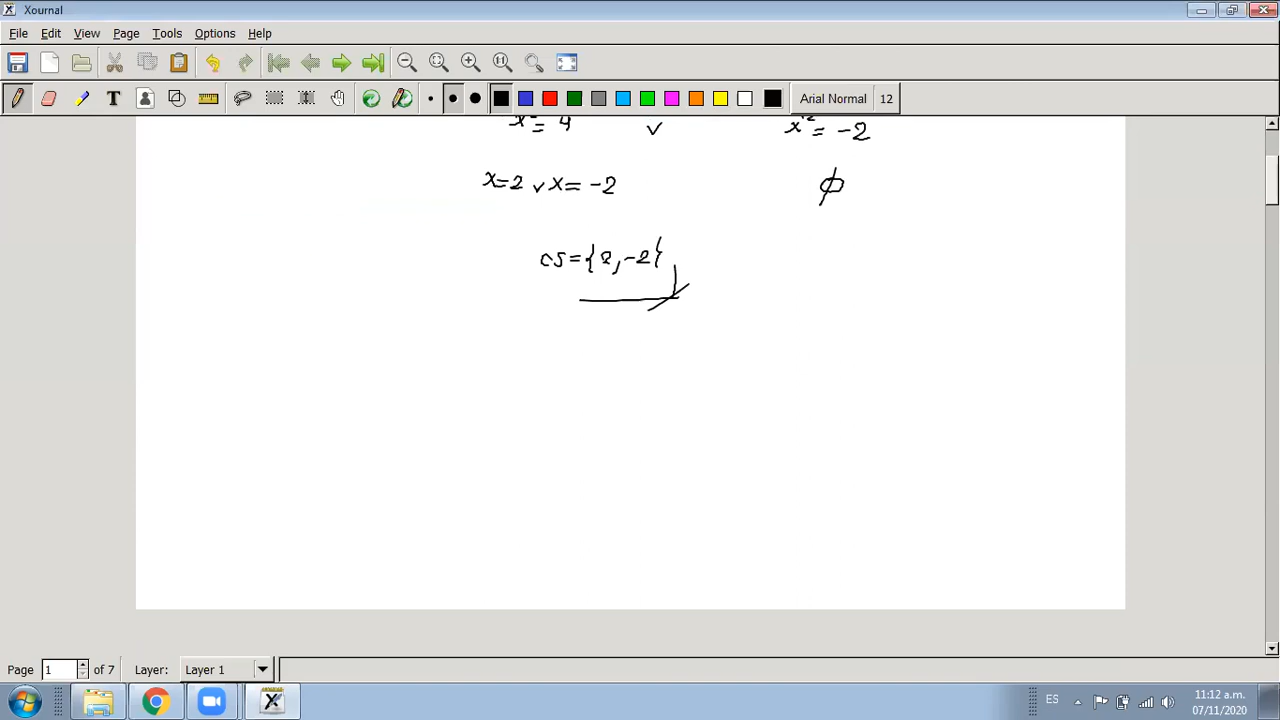 Xournal
File Edit View Page Tools Options Help
Arial Normal 12
x² = 4 ∨ x² = -2
x=2 ∨ x= -2 ϕ
CS={2,-2}
Page 1 of 7 Layer: Layer 1
ES 11:12 a.m.
07/11/2020